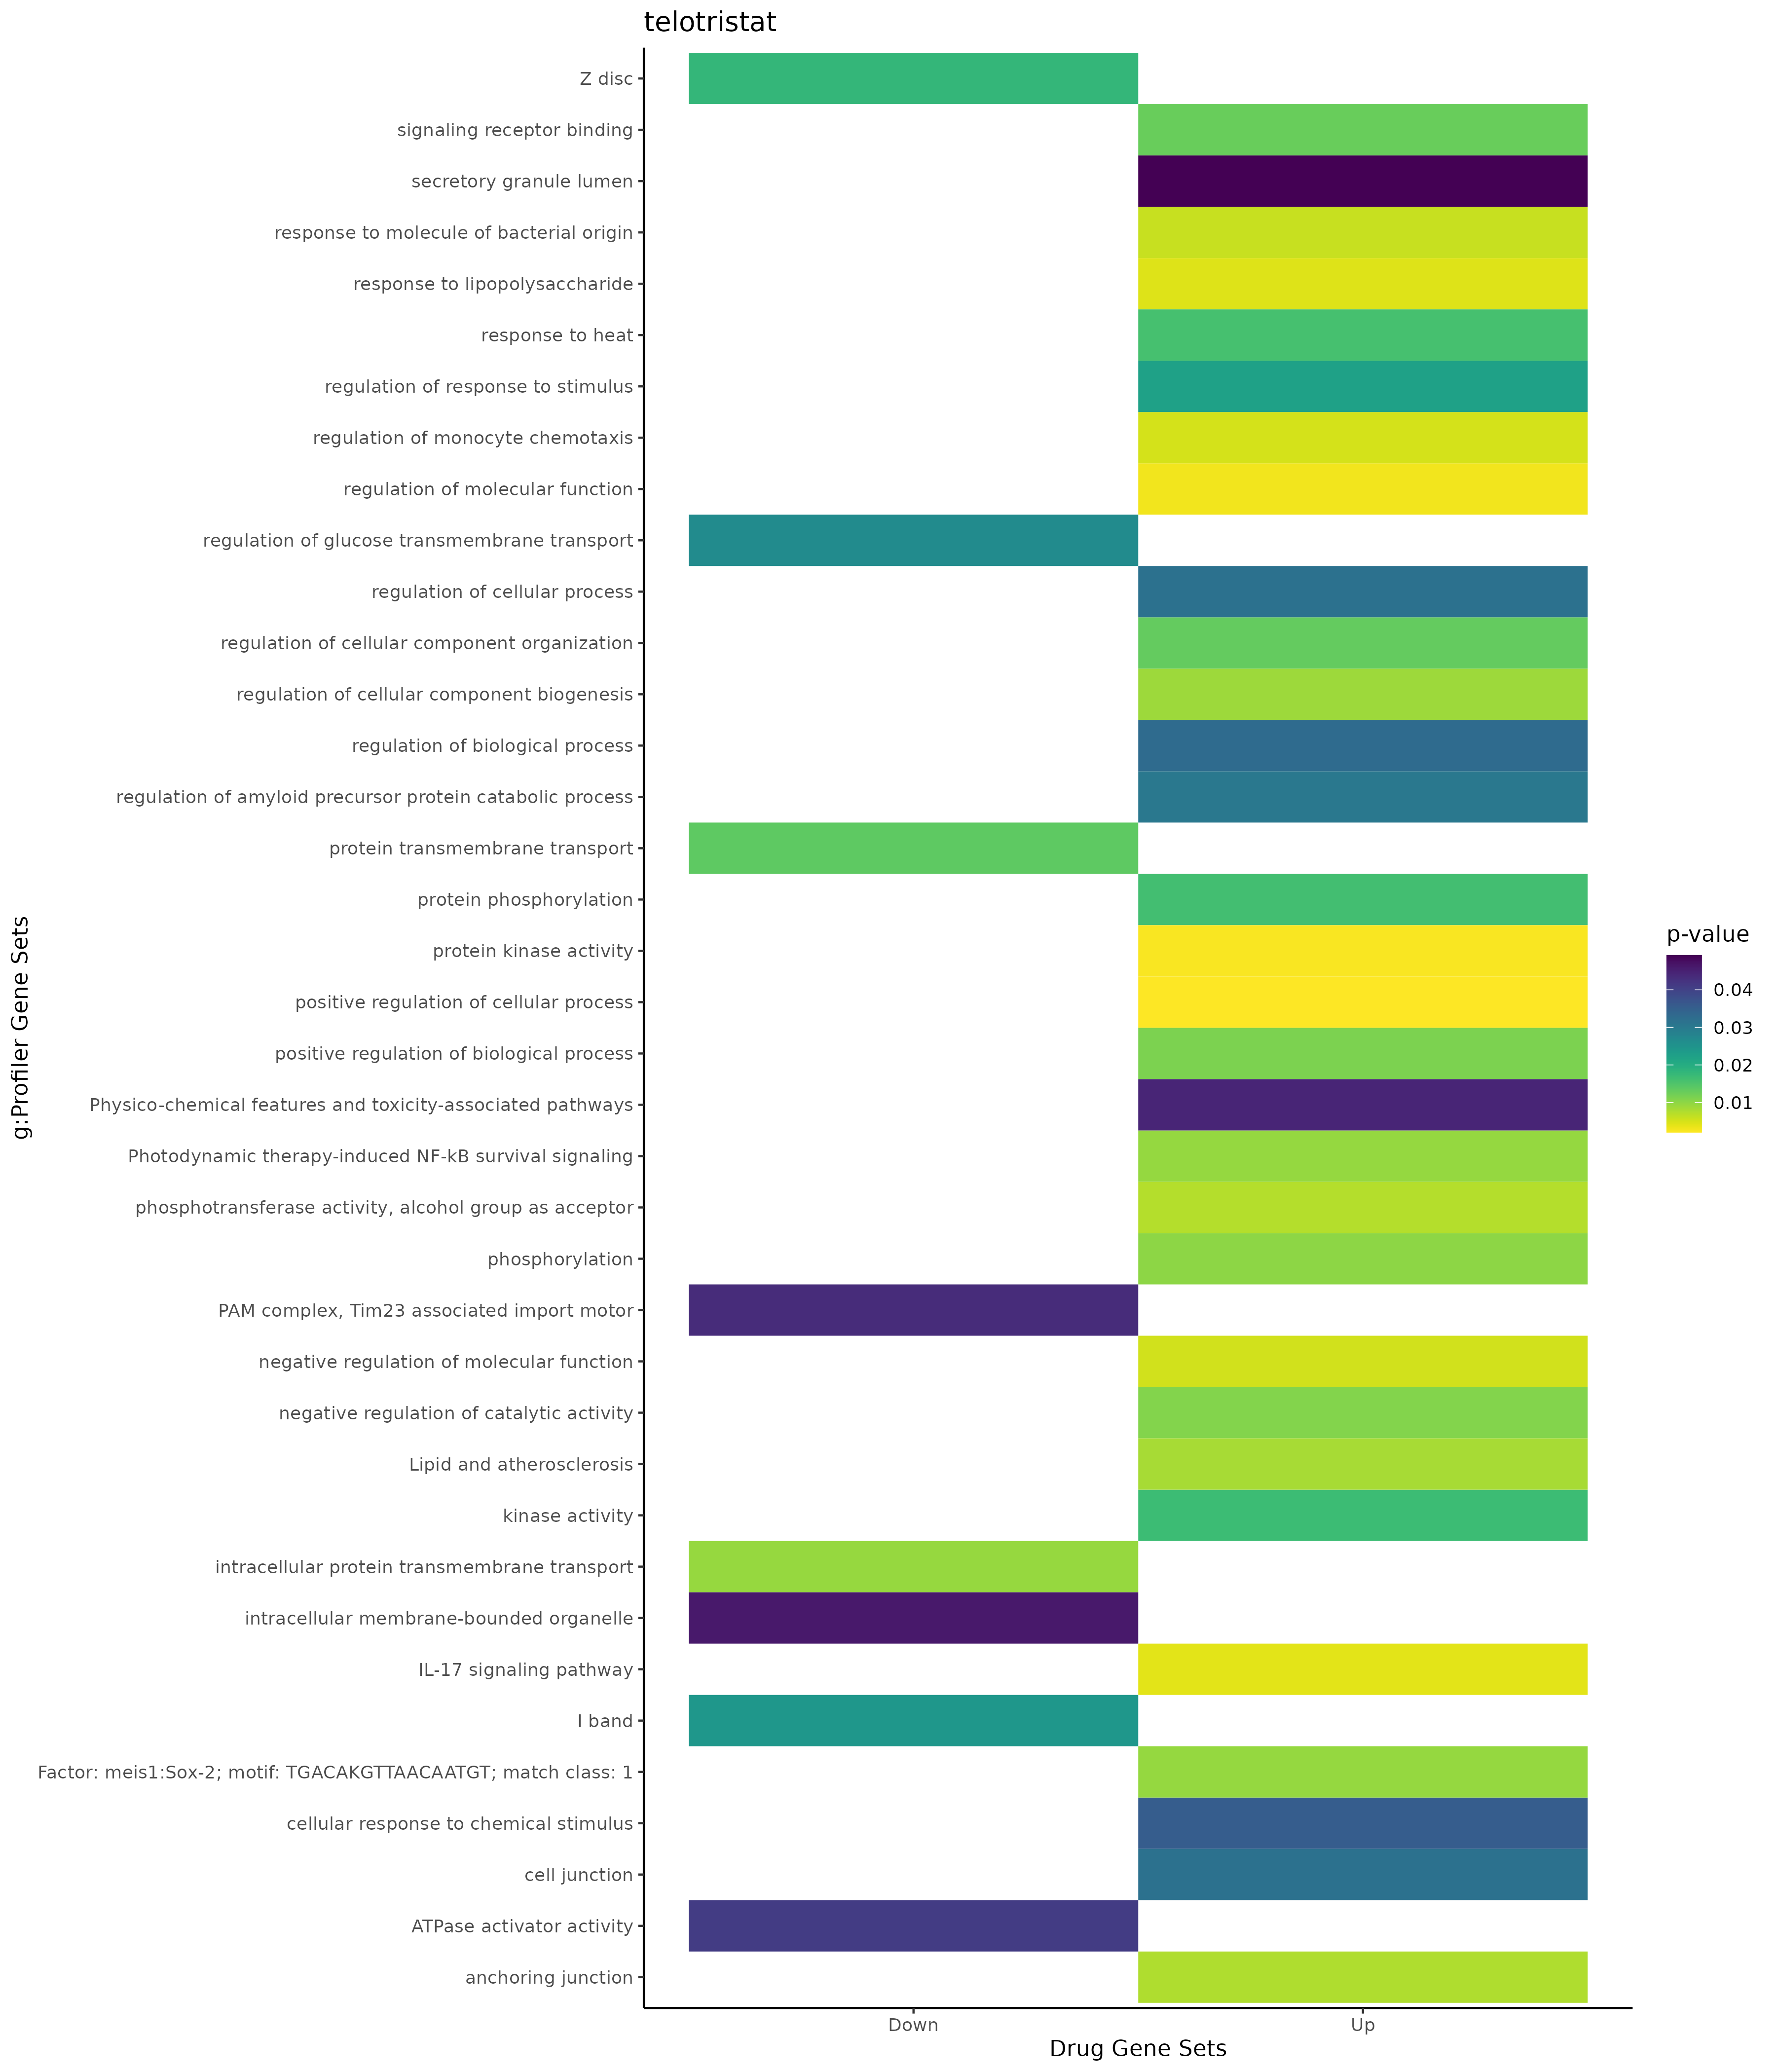 telotristat
Z disc
signaling receptor binding
secretory granule lumen
response to molecule of bacterial origin
response to lipopolysaccharide
response to heat
regulation of response to stimulus
regulation of monocyte chemotaxis
regulation of molecular function
regulation of glucose transmembrane transport
regulation of cellular process
regulation of cellular component organization
regulation of cellular component biogenesis
regulation of biological process
regulation of amyloid precursor protein catabolic process
protein transmembrane transport
protein phosphorylation
protein kinase activity
positive regulation of cellular process
positive regulation of biological process
Physico-chemical features and toxicity-associated pathways
Photodynamic therapy-induced NF-kB survival signaling
phosphotransferase activity, alcohol group as acceptor
phosphorylation
PAM complex, Tim23 associated import motor
negative regulation of molecular function
negative regulation of catalytic activity
Lipid and atherosclerosis
kinase activity
intracellular protein transmembrane transport
intracellular membrane-bounded organelle
IL-17 signaling pathway
I band
Factor: meis1:Sox-2; motif: TGACAKGTTAACAATGT; match class: 1
cellular response to chemical stimulus
cell junction
ATPase activator activity
anchoring junction
g:Profiler Gene Sets
Down
Up
Drug Gene Sets
p-value
0.04
0.03
0.02
0.01